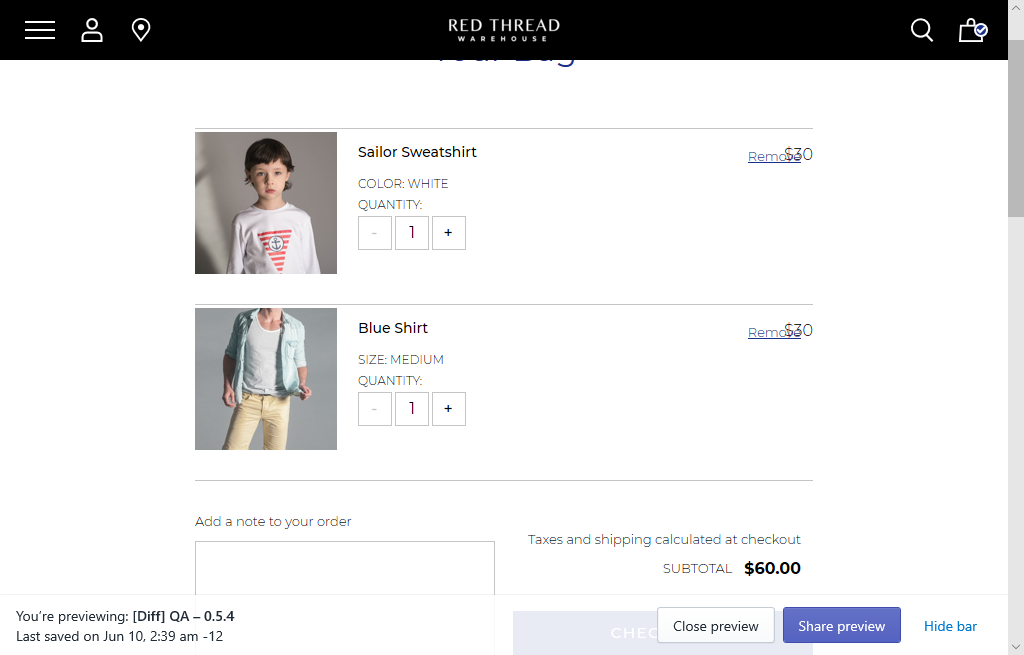 RED THREAD
WAREHOUSE
Your Bag
Sailor Sweatshirt
Remove
$30
COLOR: WHITE
QUANTITY:
- 1 +
Blue Shirt
Remove
$30
SIZE: MEDIUM
QUANTITY:
- 1 +
Add a note to your order
Taxes and shipping calculated at checkout
SUBTOTAL $60.00
You're previewing: [Diff] QA – 0.5.4
Last saved on Jun 10, 2:39 am -12
CHEC
Close preview
Share preview
Hide bar